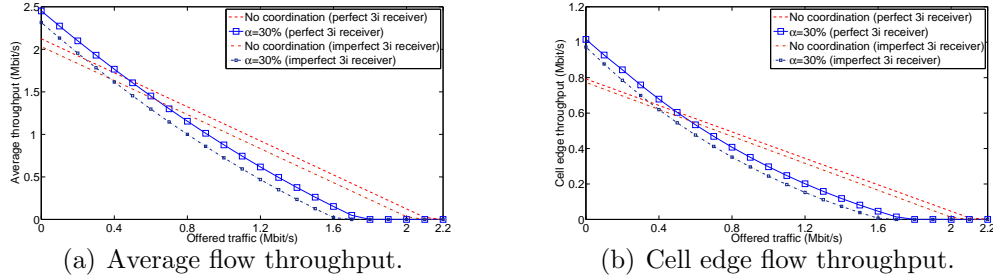 Average throughput (Mbit/s)
2.5
2
1.5
1
0.5
0
0
0.4
0.8
1.2
1.6
2
2.2
Offered traffic (Mbit/s)
No coordination (perfect 3i receiver)
α=30% (perfect 3i receiver)
No coordination (imperfect 3i receiver)
α=30% (imperfect 3i receiver)
(a) Average flow throughput.
Cell edge throughput (Mbit/s)
1.2
1
0.8
0.6
0.4
0.2
0
0
0.4
0.8
1.2
1.6
2
2.2
Offered traffic (Mbit/s)
No coordination (perfect 3i receiver)
α=30% (perfect 3i receiver)
No coordination (imperfect 3i receiver)
α=30% (imperfect 3i receiver)
(b) Cell edge flow throughput.